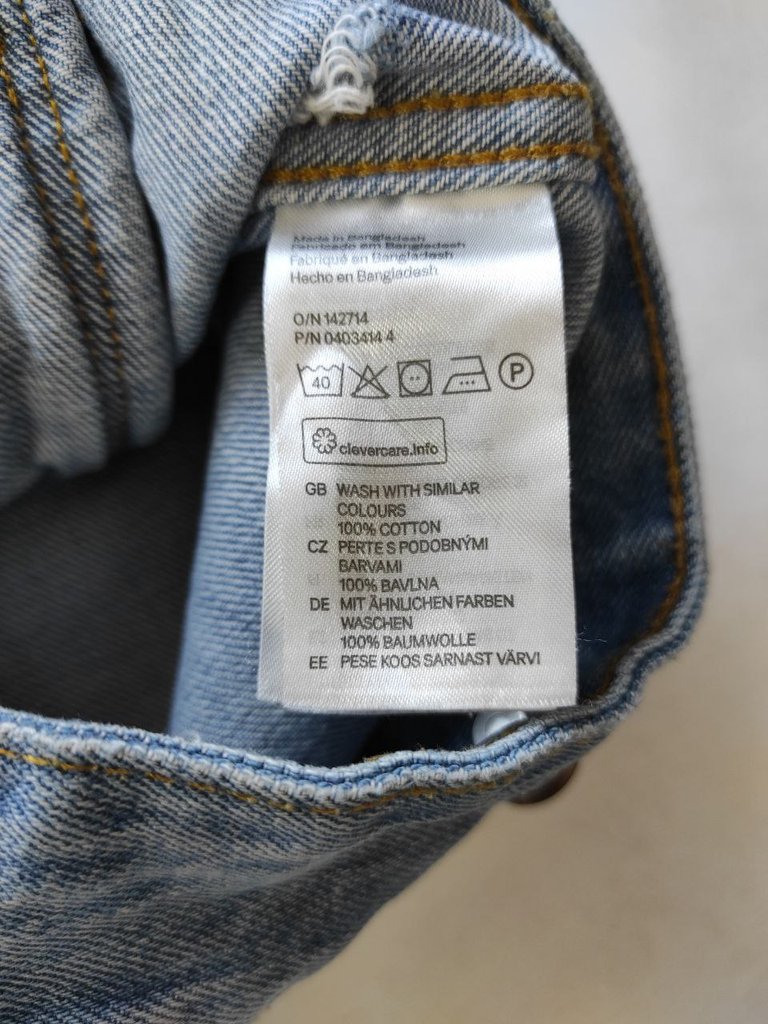 Made in Bangladesh
Fabricado em Bangladesh
Fabriqué en Bangladesh
Hecho en Bangladesh
O/N 142714
P/N 0403414 4
40
P
clevercare.info
GB WASH WITH SIMILAR
COLOURS
100% COTTON
CZ PERTE S PODOBNÝMI
BARVAMI
100% BAVLNA
DE MIT ÄHNLICHEN FARBEN
WASCHEN
100% BAUMWOLLE
EE PESE KOOS SARNAST VÄRVI